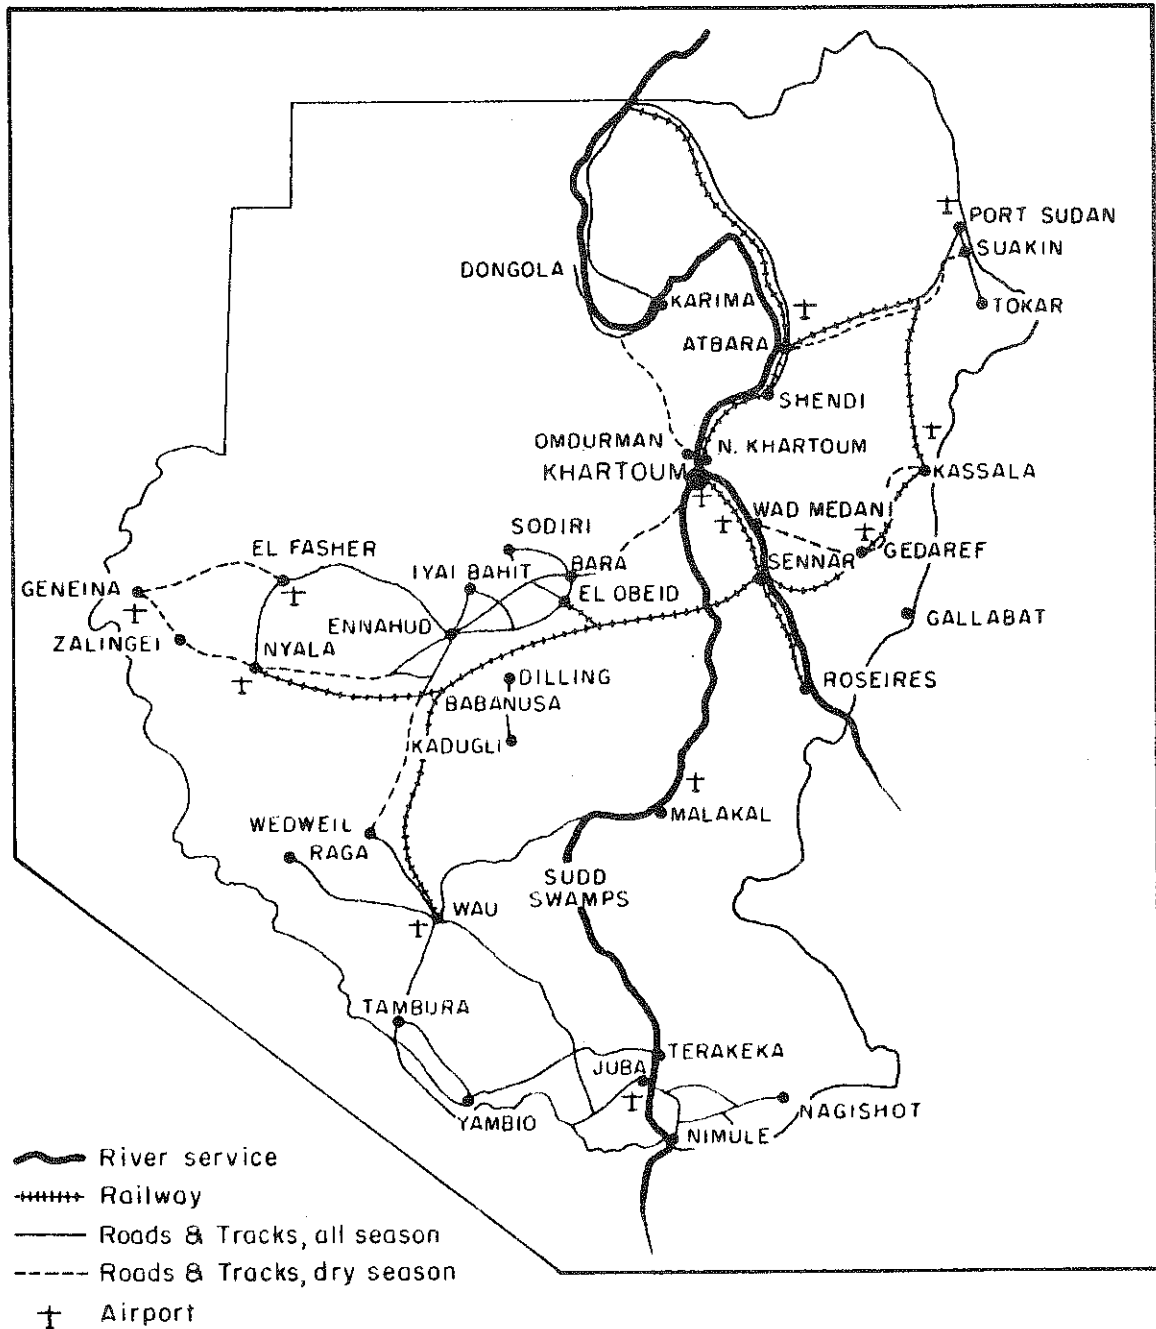 PORT SUDAN
SUAKIN
DONGOLA
KARIMA
TOKAR
ATBARA
SHENDI
OMDURMAN
N. KHARTOUM
KHARTOUM
KASSALA
WAD MEDAN
SODIRI
EL FASHER
GEDAREF
IYAI BAHIT
BARA
SENNAR
GENEINA
EL OBEID
GALLABAT
ENNAHUD
ZALINGEI
NYALA
DILLING
ROSEIRES
BABANUSA
KADUGLI
MALAKAL
WEDWEIL
RAGA
SUDD
SWAMPS
WAU
TAMBURA
TERAKEKA
JUBA
NAGISHOT
YAMBIO
NIMULE
River service
Railway
Roads & Tracks, all season
Roads & Tracks, dry season
Airport